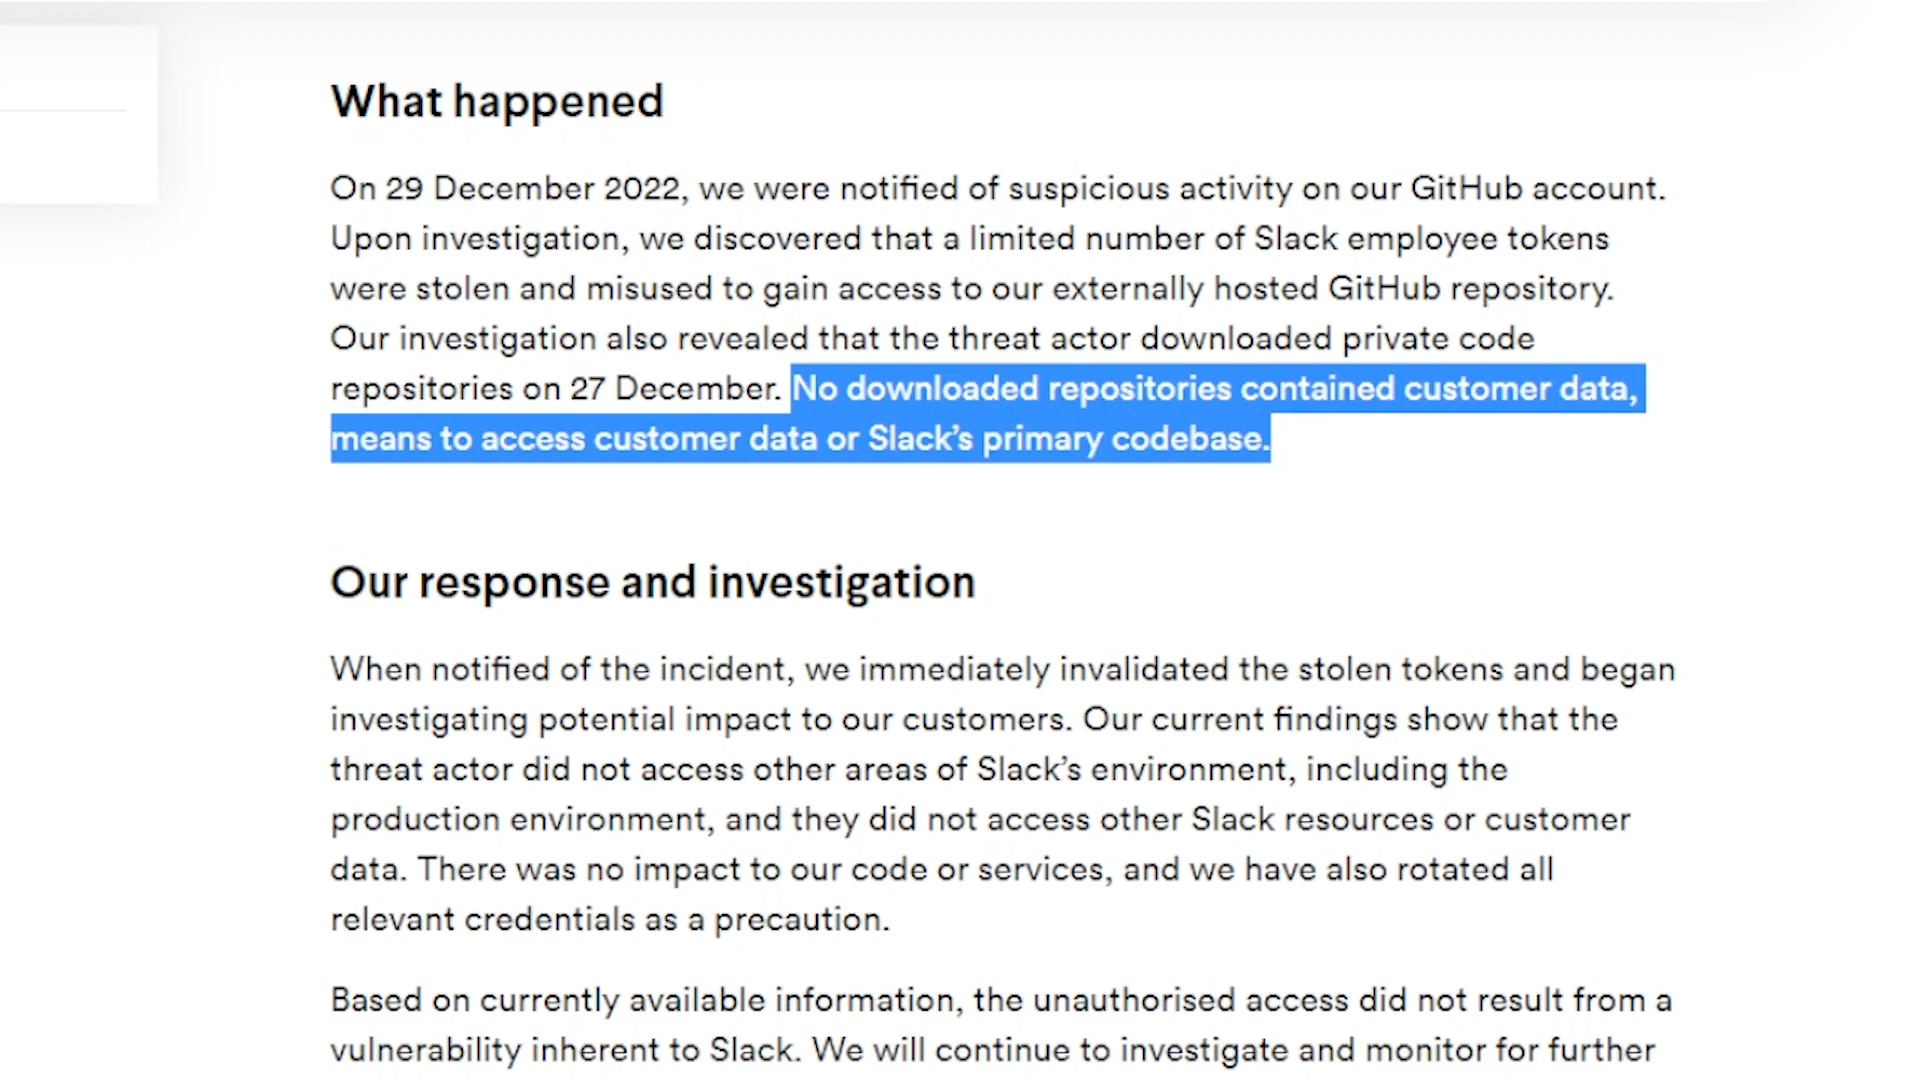 What happened
On 29 December 2022, we were notified of suspicious activity on our GitHub account.
Upon investigation, we discovered that a limited number of Slack employee tokens
were stolen and misused to gain access to our externally hosted GitHub repository.
Our investigation also revealed that the threat actor downloaded private code
repositories on 27 December. No downloaded repositories contained customer data,
means to access customer data or Slack’s primary codebase.
Our response and investigation
When notified of the incident, we immediately invalidated the stolen tokens and began
investigating potential impact to our customers. Our current findings show that the
threat actor did not access other areas of Slack’s environment, including the
production environment, and they did not access other Slack resources or customer
data. There was no impact to our code or services, and we have also rotated all
relevant credentials as a precaution.
Based on currently available information, the unauthorised access did not result from a
vulnerability inherent to Slack. We will continue to investigate and monitor for further